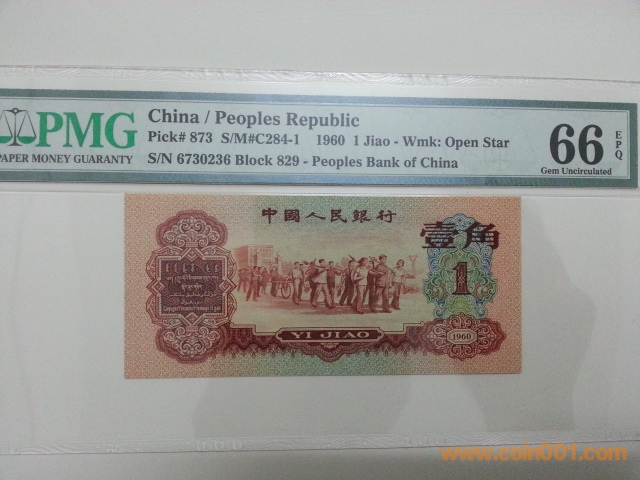 PMG
PAPER MONEY GUARANTY
China / Peoples Republic
Pick# 873 S/M#C284-1 1960 1 Jiao - Wmk: Open Star
S/N 6730236 Block 829 - Peoples Bank of China
66 EPQ
Gem Uncirculated
中國人民銀行
壹角
1
YI JIAO
1960
www.coin001.com